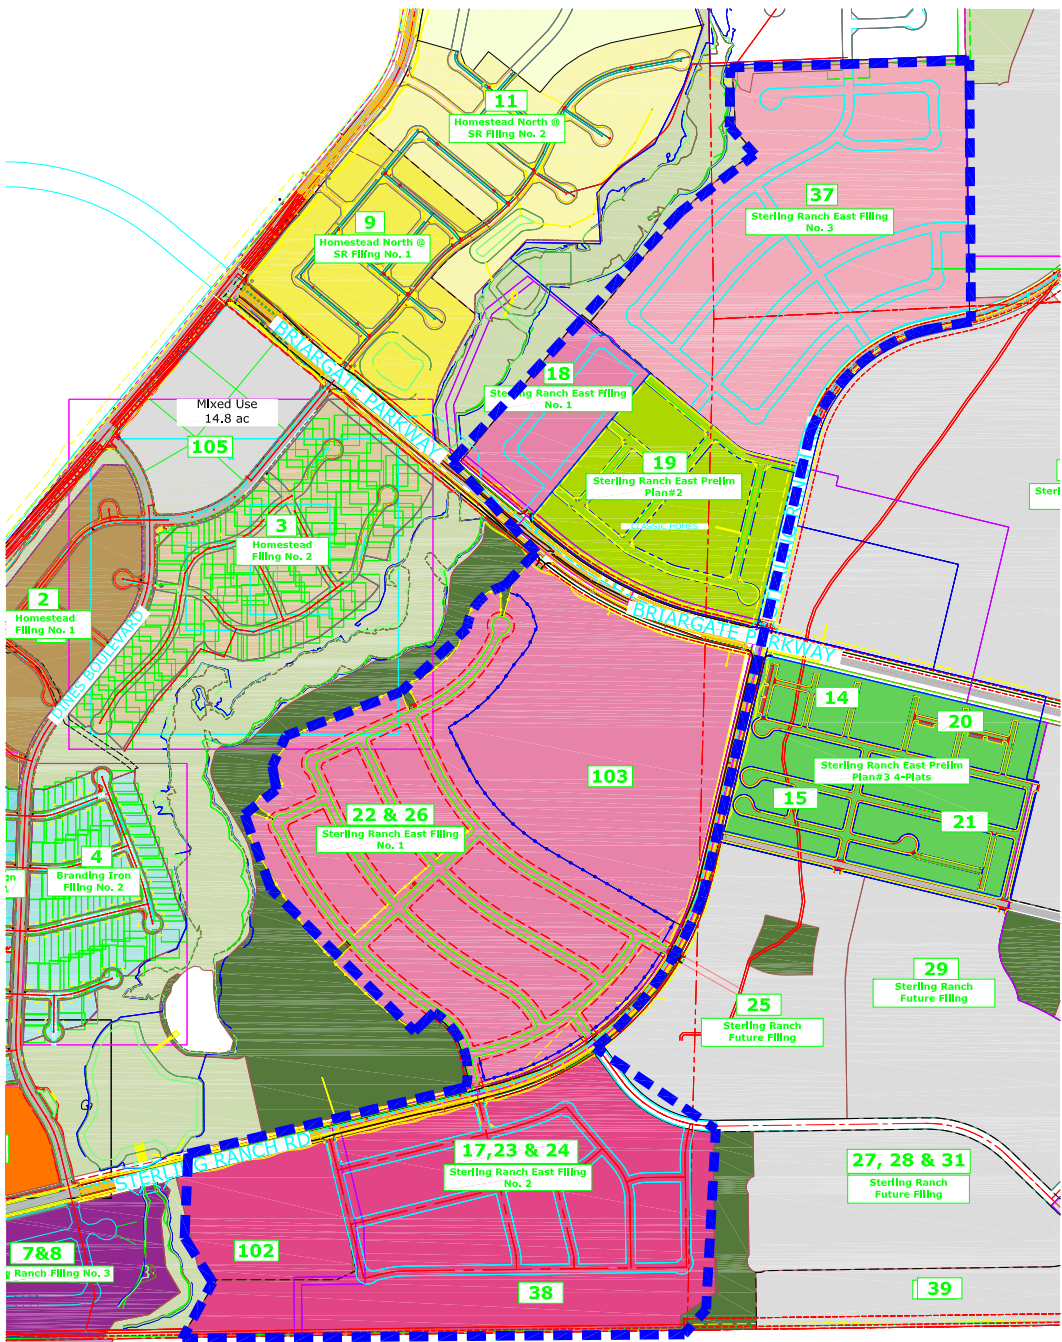 11
Homestead North @
SR Filing No. 2
37
Sterling Ranch East Filing
No. 3
9
Homestead North @
SR Filing No. 1
BRIARGATE PARKWAY
18
Sterling Ranch East Filing
No. 1
Mixed Use
14.8 ac
105
19
Sterling Ranch East Prelim
Plan#2
CLASSIC HOMES
3
Homestead
Filing No. 2
2
Homestead
Filing No. 1
BRIARGATE PARKWAY
14
20
Sterling Ranch East Prelim
Plan#3 4-Plats
15
21
103
22 & 26
Sterling Ranch East Filing
No. 1
4
Branding Iron
Filing No. 2
29
Sterling Ranch
Future Filing
25
Sterling Ranch
Future Filing
STERLING RANCH RD
17,23 & 24
Sterling Ranch East Filing
No. 2
27, 28 & 31
Sterling Ranch
Future Filing
102
7&8
Ranch Filing No. 3
38
39